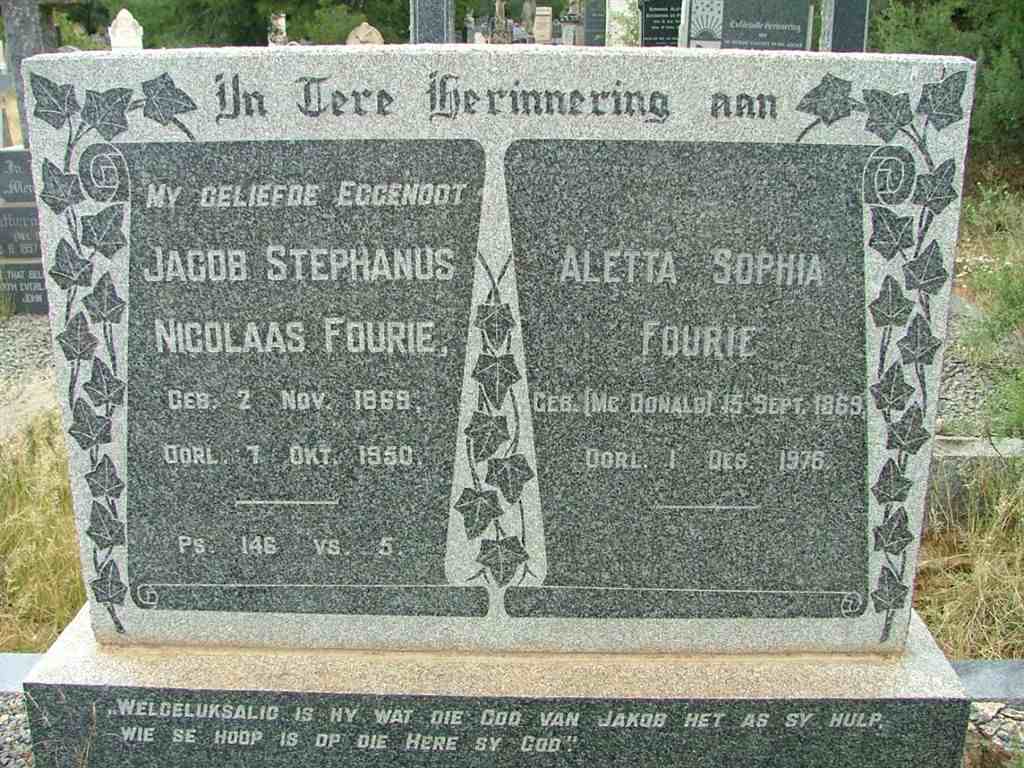 In Tere Herinnering aan
My geliefde Eggenoot
Jacob Stephanus
Nicolaas Fourie,
Geb. 2 Nov. 1869.
Oorl. 7 Okt. 1950.
Ps. 146 vs. 5.
Aletta Sophia
Fourie
Geb. (Mc Donald) 15 Sept. 1869
Oorl. 1 Des. 1976.
„Welgeluksalig is hy wat die God van Jakob het as sy hulp,
wie se hoop is op die Here sy God”.
In
THAT
JOHN